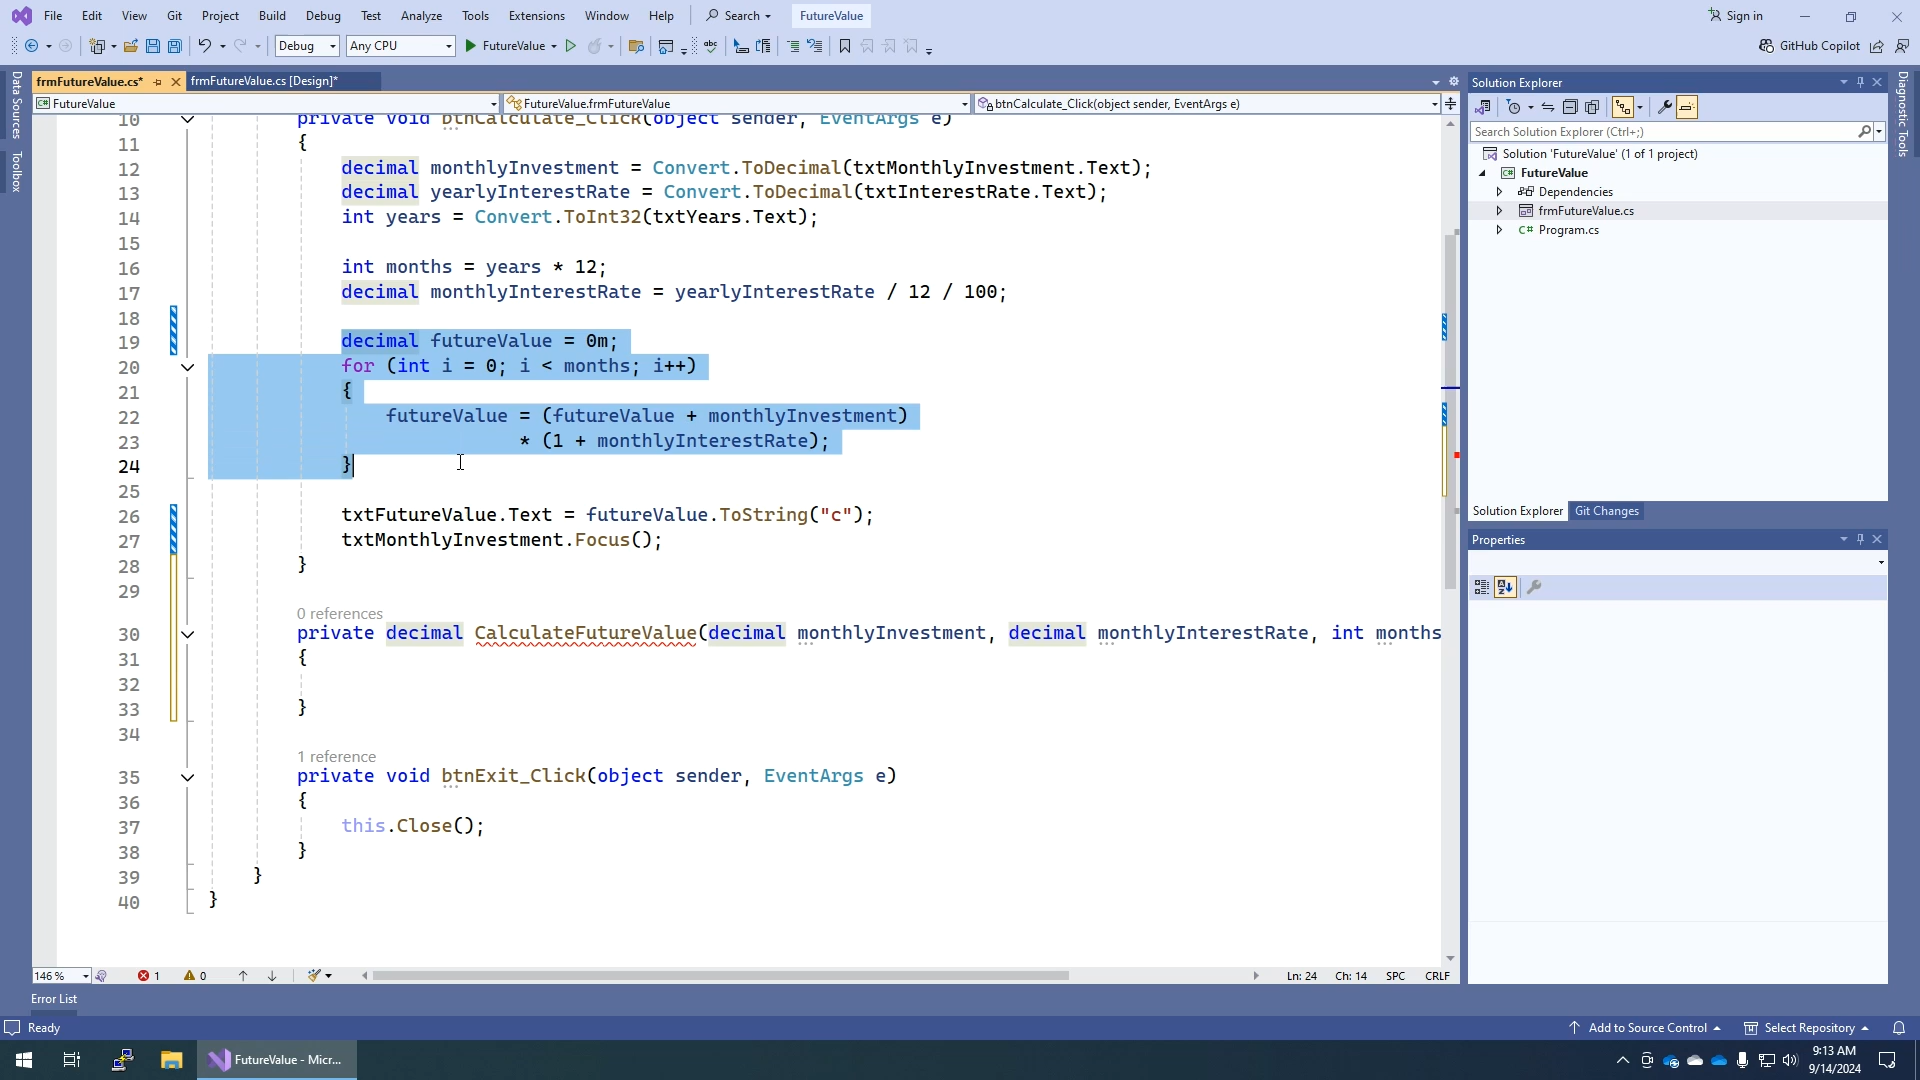 File Edit View Git Project Build Debug Test Analyze Tools Extensions Window Help Search FutureValue Sign in
Debug Any CPU FutureValue GitHub Copilot
frmFutureValue.cs* frmFutureValue.cs [Design]*
FutureValue FutureValue.frmFutureValue btnCalculate_Click(object sender, EventArgs e)
Data Sources
Toolbox
10 private void btnCalculate_Click(object sender, EventArgs e)
11 {
12 decimal monthlyInvestment = Convert.ToDecimal(txtMonthlyInvestment.Text);
13 decimal yearlyInterestRate = Convert.ToDecimal(txtInterestRate.Text);
14 int years = Convert.ToInt32(txtYears.Text);
15
16 int months = years * 12;
17 decimal monthlyInterestRate = yearlyInterestRate / 12 / 100;
18
19 decimal futureValue = 0m;
20 for (int i = 0; i < months; i++)
21 {
22 futureValue = (futureValue + monthlyInvestment)
23 * (1 + monthlyInterestRate);
24 }
25
26 txtFutureValue.Text = futureValue.ToString("c");
27 txtMonthlyInvestment.Focus();
28 }
29
0 references
30 private decimal CalculateFutureValue(decimal monthlyInvestment, decimal monthlyInterestRate, int months
31 {
32
33 }
34
1 reference
35 private void btnExit_Click(object sender, EventArgs e)
36 {
37 this.Close();
38 }
39 }
40 }
146 % 1 0 Ln: 24 Ch: 14 SPC CRLF
Error List
Solution Explorer
Search Solution Explorer (Ctrl+;)
Solution 'FutureValue' (1 of 1 project)
FutureValue
Dependencies
frmFutureValue.cs
C# Program.cs
Solution Explorer Git Changes
Properties
Diagnostic Tools
Ready Add to Source Control Select Repository
FutureValue - Micr...
9:13 AM
9/14/2024